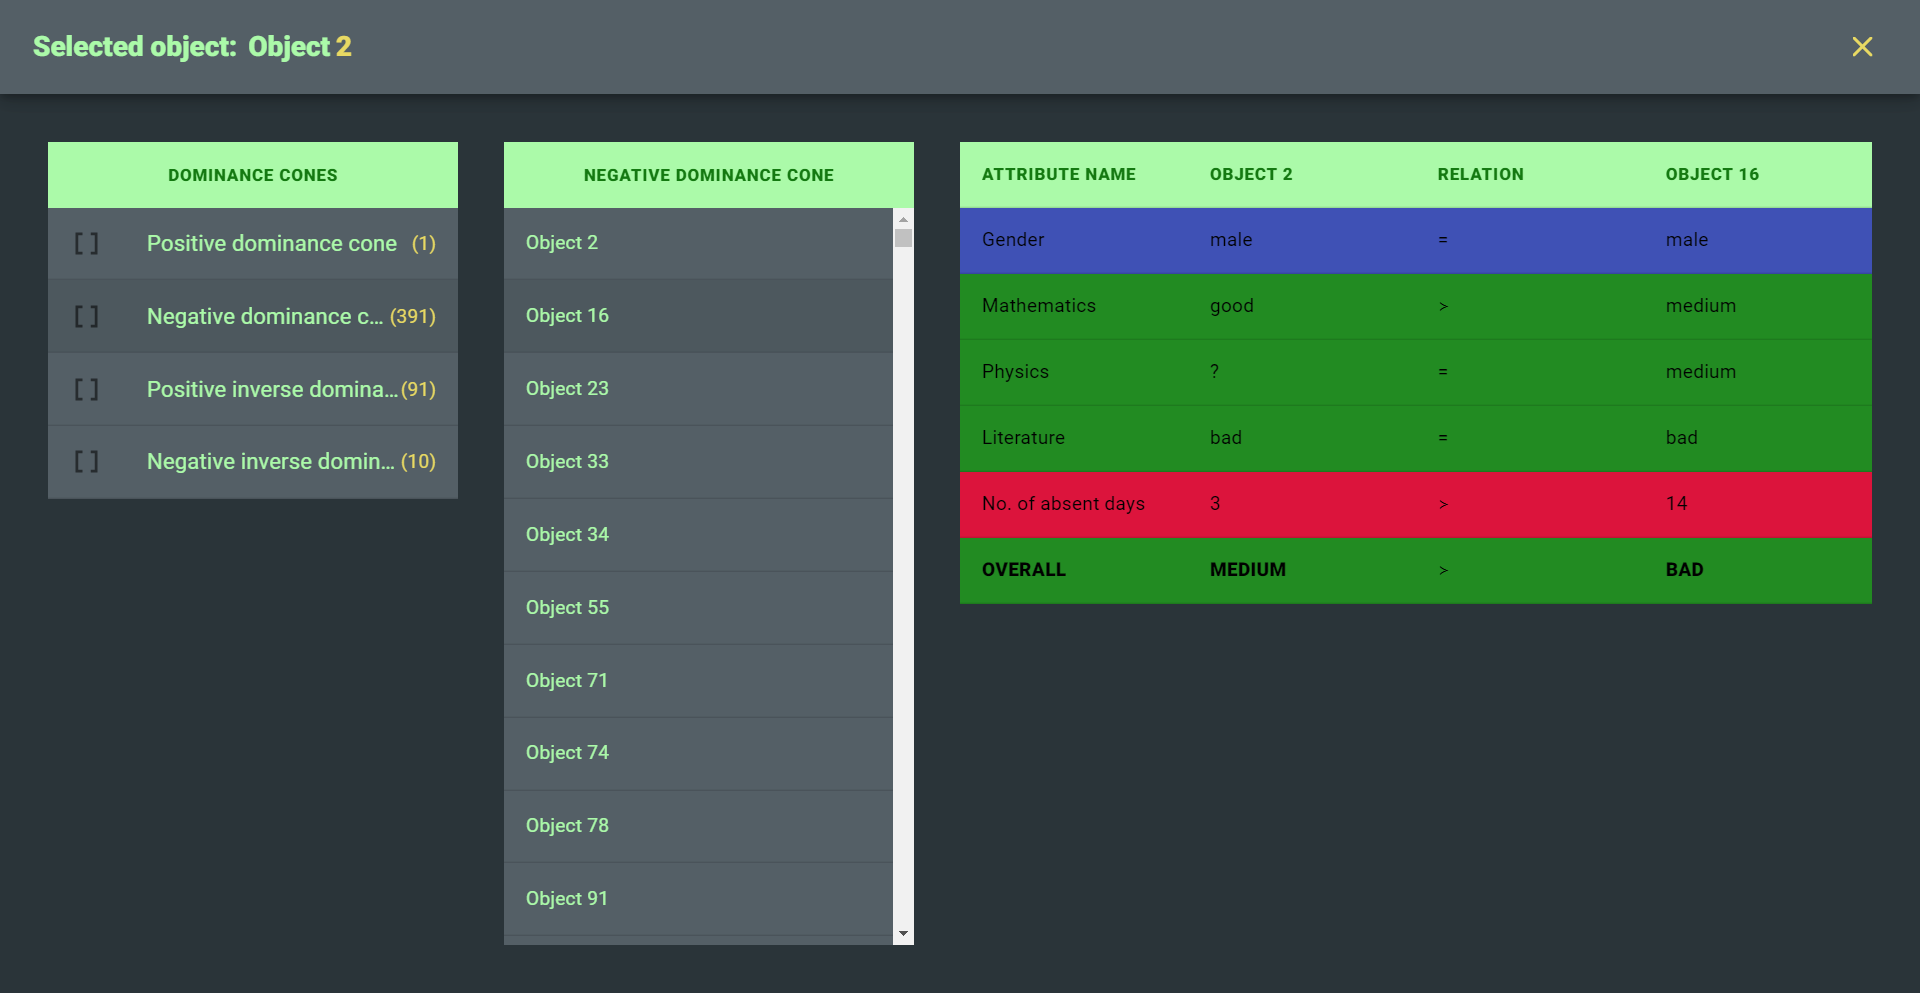 Selected object: Object 2
DOMINANCE CONES
[ ] Positive dominance cone (1)
[ ] Negative dominance c... (391)
[ ] Positive inverse domina... (91)
[ ] Negative inverse domin... (10)
NEGATIVE DOMINANCE CONE
Object 2
Object 16
Object 23
Object 33
Object 34
Object 55
Object 71
Object 74
Object 78
Object 91
ATTRIBUTE NAME OBJECT 2 RELATION OBJECT 16
Gender male = male
Mathematics good > medium
Physics ? = medium
Literature bad = bad
No. of absent days 3 > 14
OVERALL MEDIUM > BAD